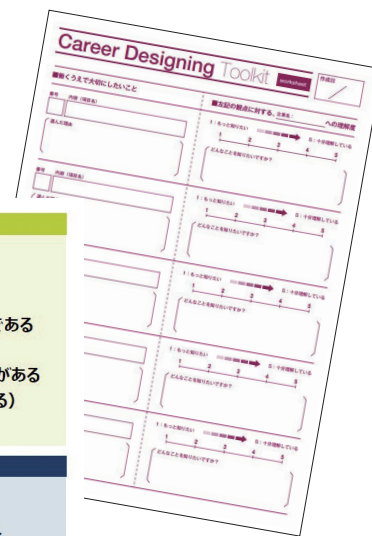 Career Designing Toolkit worksheet
作成日
■働くうえで大切にしたいこと
■左記の観点に対する、企業名： への理解度
番号 内容（項目名）
選んだ理由
1：もっと知りたい 5：十分理解している
1 2 3 4 5
どんなことを知りたいですか？
番号 内容（項目名）
1：もっと知りたい 5：十分理解している
1 2 3 4 5
どんなことを知りたいですか？
である
がある
る）
1：もっと知りたい 5：十分理解している
1 2 3 4 5
どんなことを知りたいですか？
1：もっと知りたい 5：十分理解している
1 2 3 4 5
どんなことを知りたいですか？
1：もっと知りたい 5：十分理解している
1 2 3 4 5
どんなことを知りたいですか？